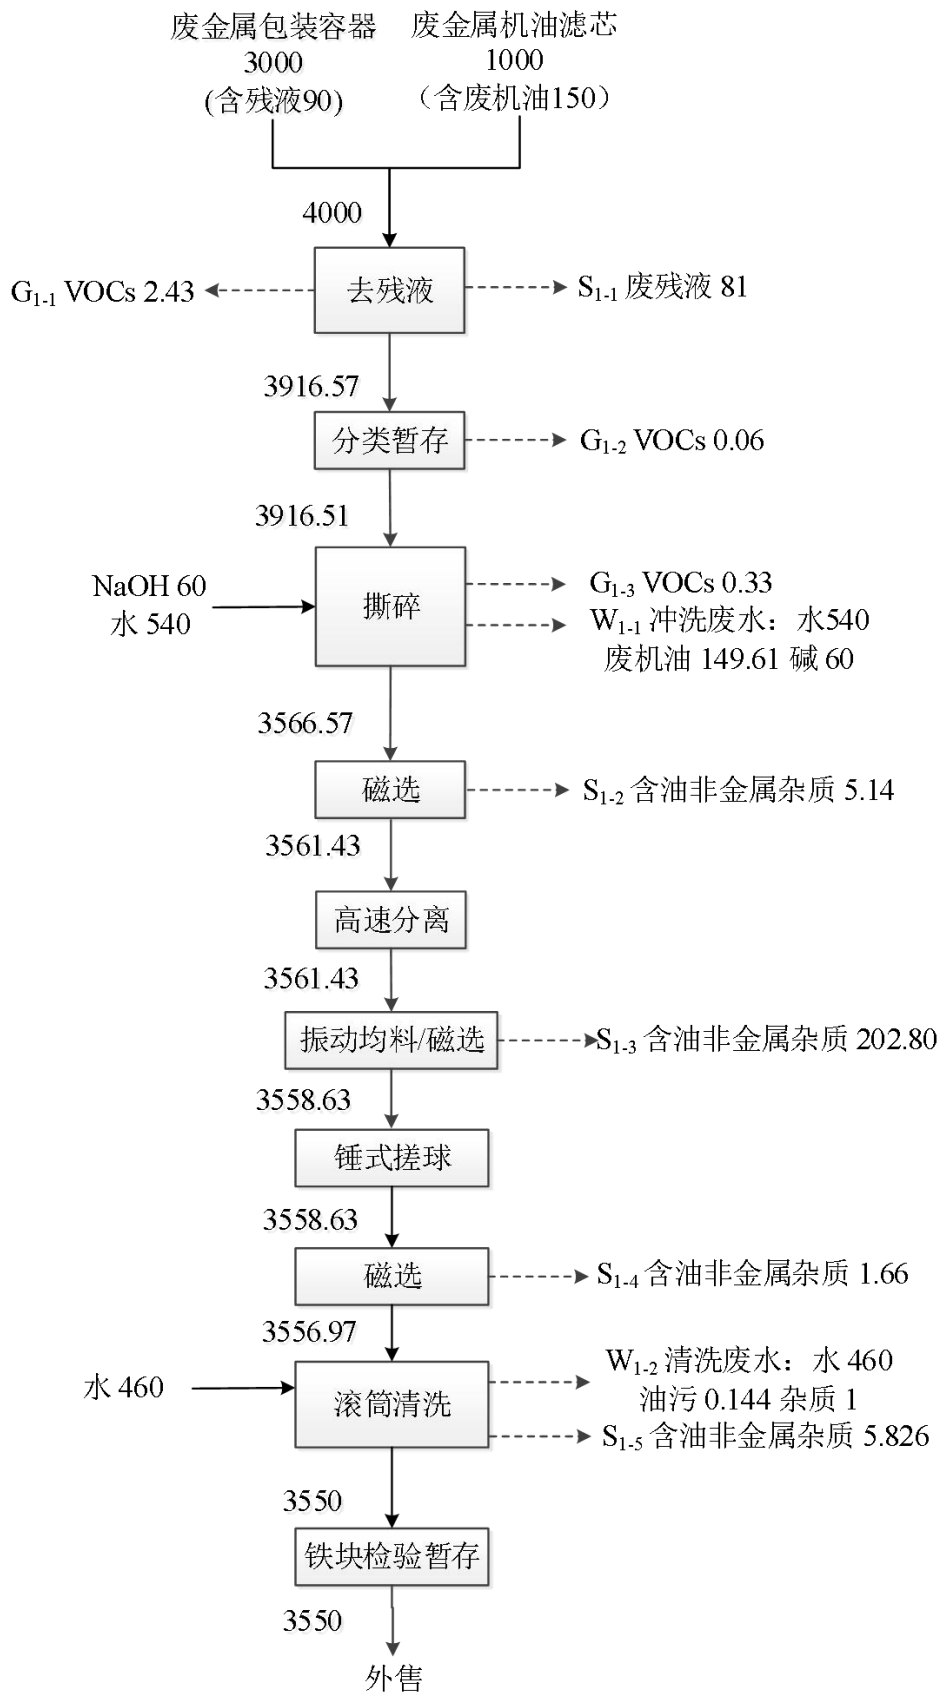 废金属包装容器
3000
(含残液90)
废金属机油滤芯
1000
（含废机油150）
4000
去残液
G1-1 VOCs 2.43
S1-1 废残液 81
3916.57
分类暂存
G1-2 VOCs 0.06
3916.51
NaOH 60
水 540
撕碎
G1-3 VOCs 0.33
W1-1 冲洗废水：水540
废机油 149.61 碱 60
3566.57
磁选
S1-2 含油非金属杂质 5.14
3561.43
高速分离
3561.43
振动均料/磁选
S1-3 含油非金属杂质 202.80
3558.63
锤式搓球
3558.63
磁选
S1-4 含油非金属杂质 1.66
3556.97
水 460
滚筒清洗
W1-2 清洗废水：水 460
油污 0.144 杂质 1
S1-5 含油非金属杂质 5.826
3550
铁块检验暂存
3550
外售